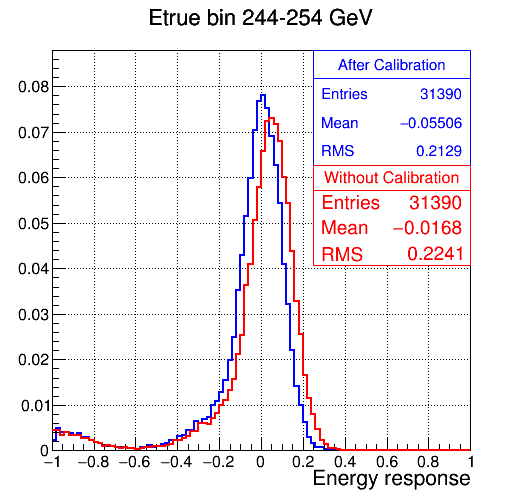 Etrue bin 244-254 GeV
After Calibration
Entries 31390
Mean −0.05506
RMS 0.2129
Without Calibration
Entries 31390
Mean −0.0168
RMS 0.2241
0.08
0.07
0.06
0.05
0.04
0.03
0.02
0.01
0
−1 −0.8 −0.6 −0.4 −0.2 0 0.2 0.4 0.6 0.8 1
Energy response